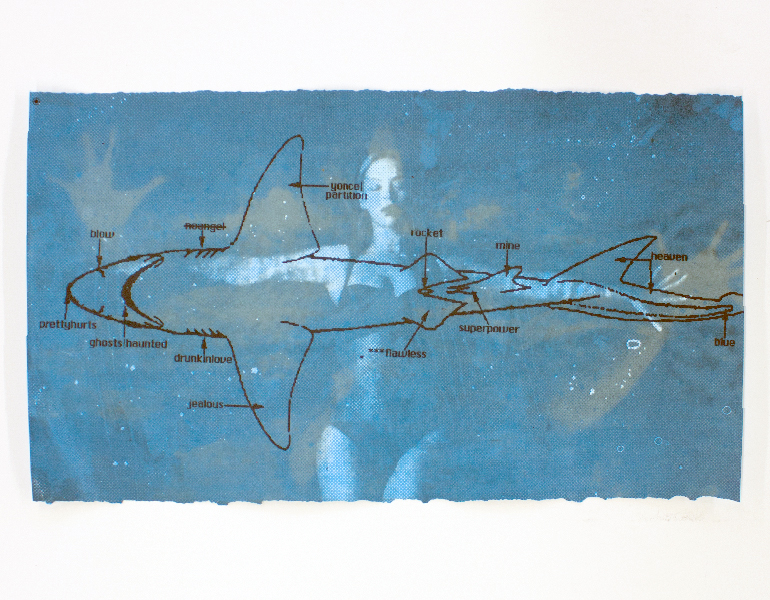 yonce|
partition
noangel
blow
rocket
mine
heaven
prettyhurts
ghosts|haunted
drunkinlove
***flawless
superpower
blue
jealous